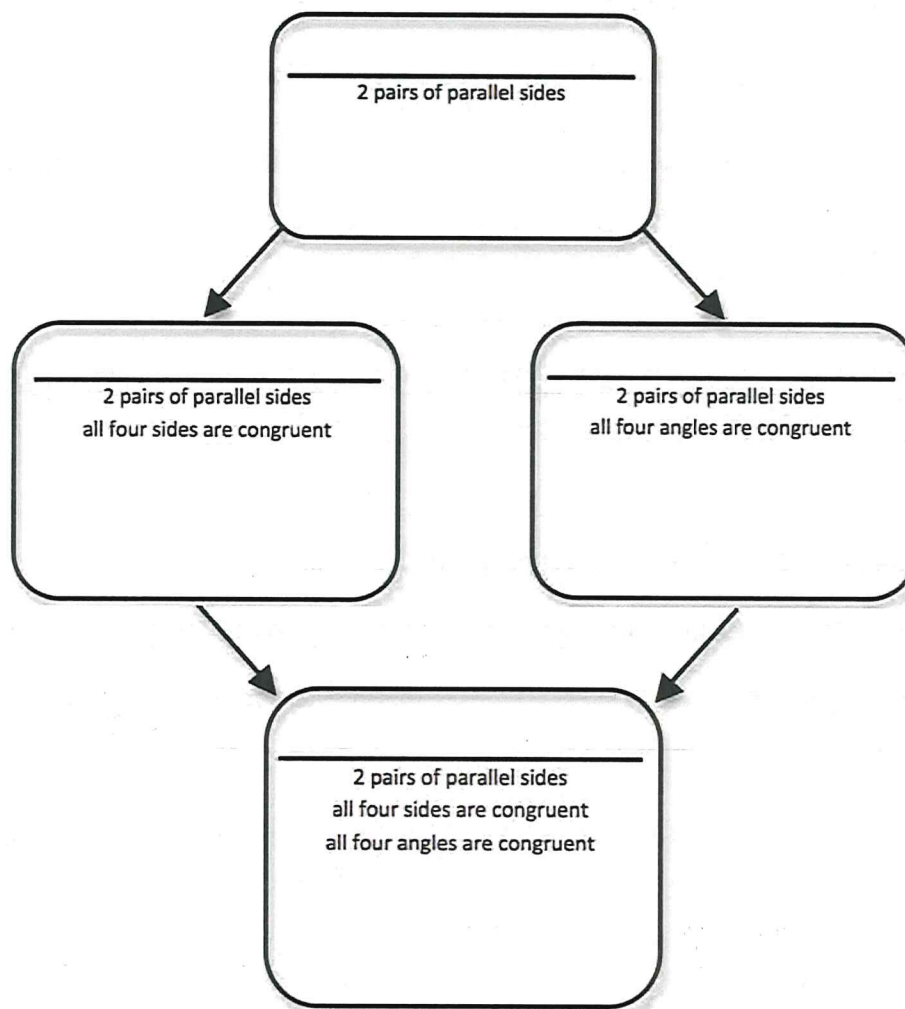 2 pairs of parallel sides
2 pairs of parallel sides
all four sides are congruent
2 pairs of parallel sides
all four angles are congruent
2 pairs of parallel sides
all four sides are congruent
all four angles are congruent